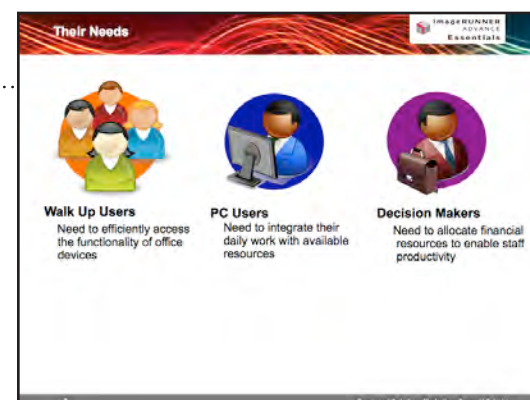 Their Needs
imageRUNNER
ADVANCE
Essentials
Walk Up Users
Need to efficiently access
the functionality of office
devices
PC Users
Need to integrate their
daily work with available
resources
Decision Makers
Need to allocate financial
resources to enable staff
productivity